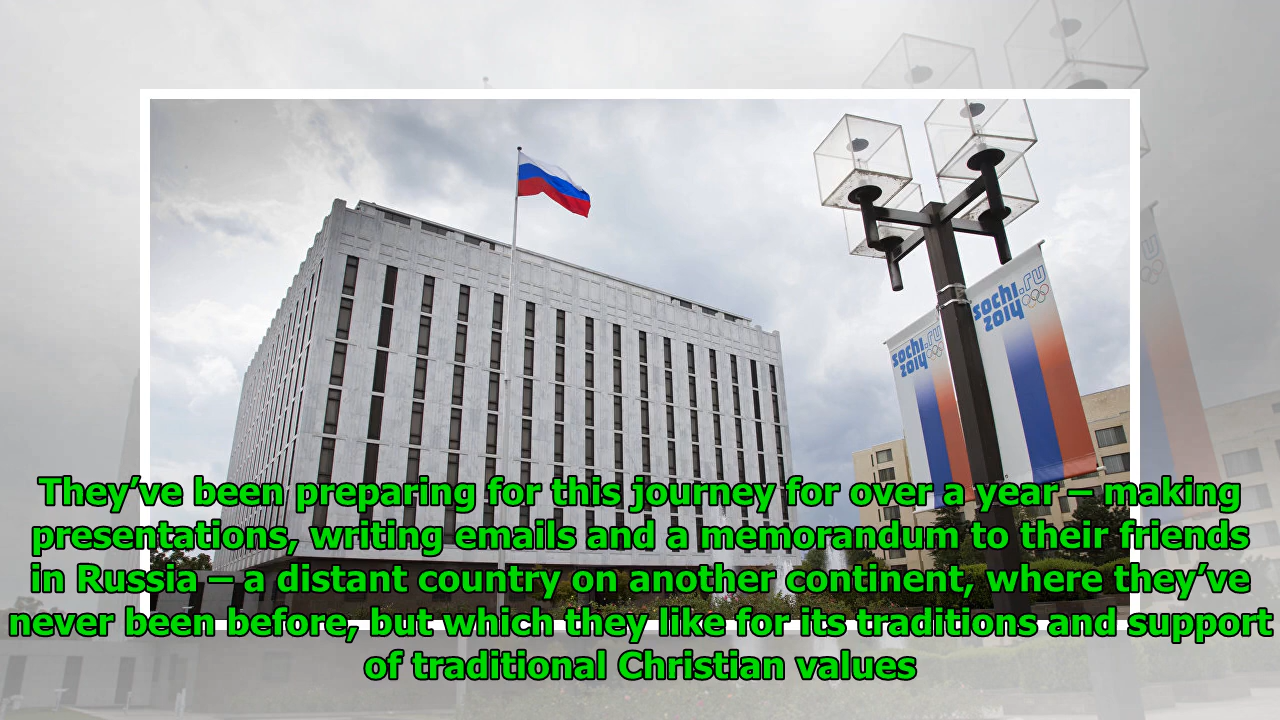 sochi.ru
2014
sochi.ru
2014
They’ve been preparing for this journey for over a year – making
presentations, writing emails and a memorandum to their friends
in Russia – a distant country on another continent, where they’ve
never been before, but which they like for its traditions and support
of traditional Christian values